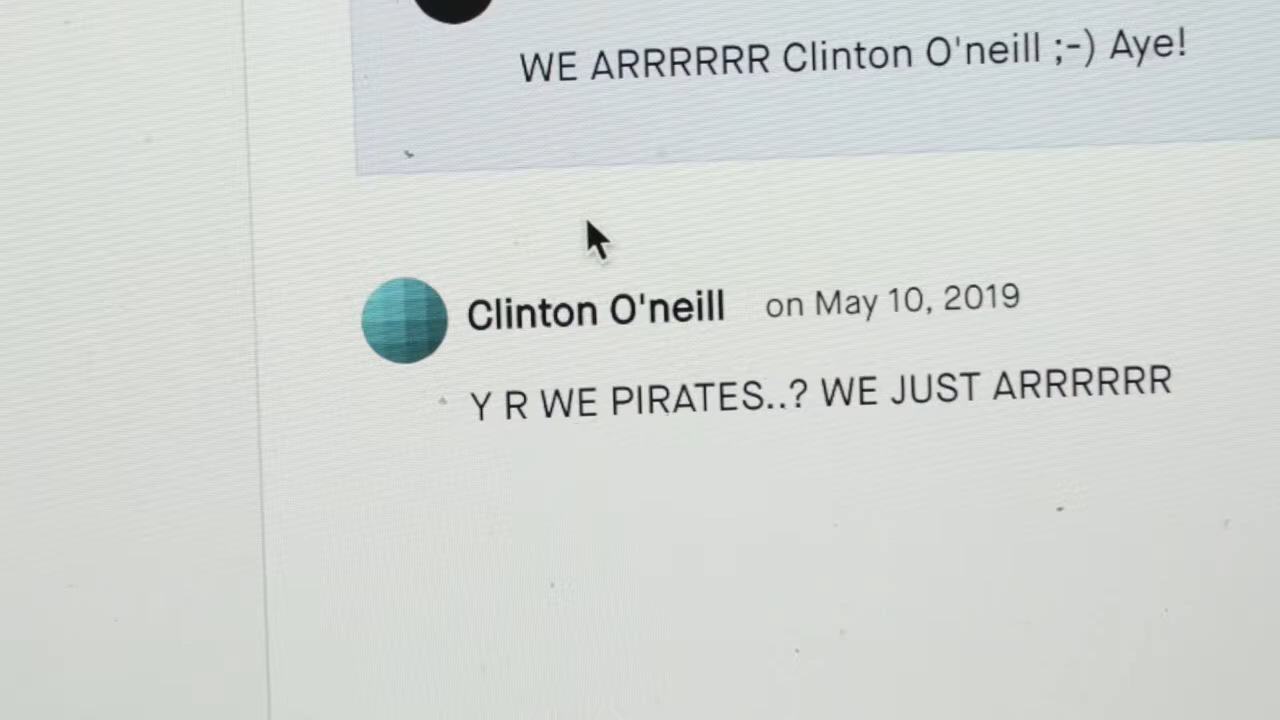 WE ARRRRRR Clinton O'neill ;-) Aye!
Clinton O'neill on May 10, 2019
Y R WE PIRATES..? WE JUST ARRRRRR